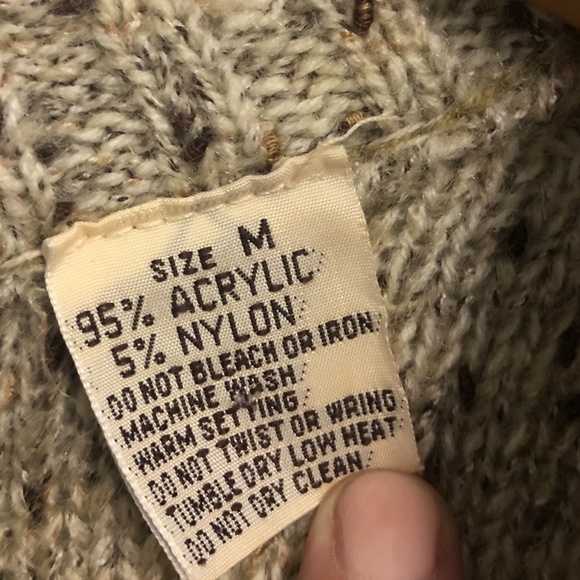 SIZE M
95% ACRYLIC
5% NYLON
DO NOT BLEACH OR IRON
MACHINE WASH
WARM SETTING
DO NOT TWIST OR WRING
TUMBLE DRY LOW HEAT
DO NOT DRY CLEAN